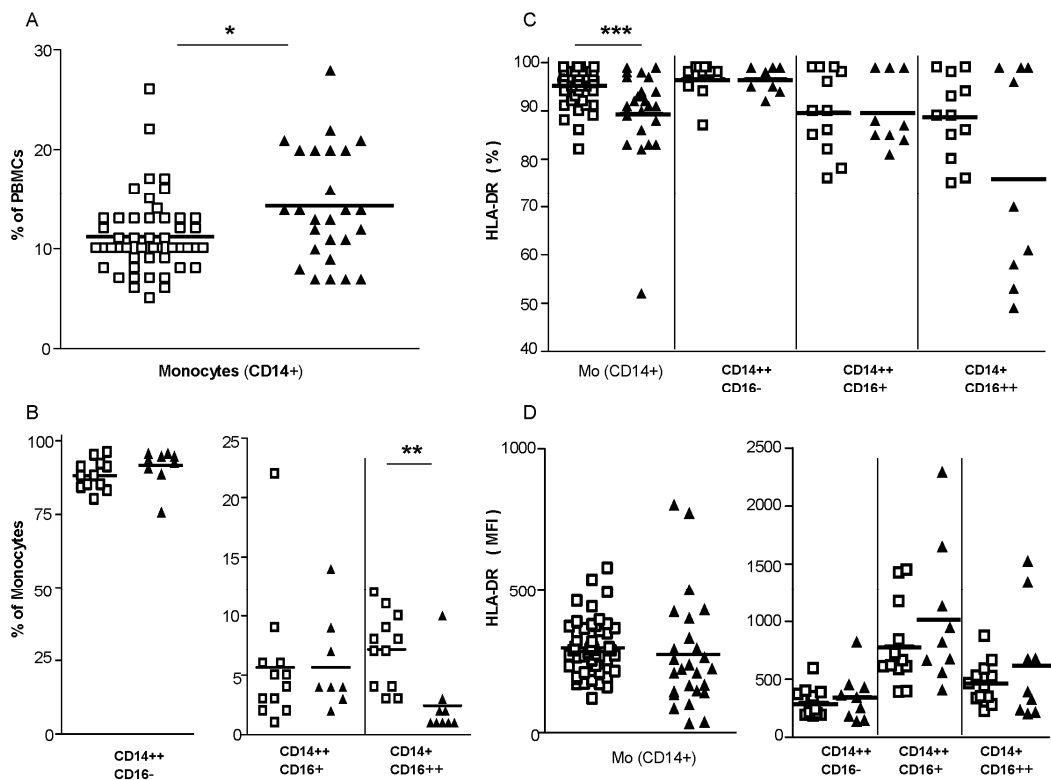 A
*
30
20
10
0
% of PBMCs
Monocytes (CD14+)
C
***
100
90
80
70
60
50
40
HLA-DR (%)
Mo (CD14+)
CD14++
CD16-
CD14++
CD16+
CD14+
CD16++
B
100
75
50
25
0
% of Monocytes
CD14++
CD16-
25
20
15
10
5
0
**
CD14++
CD16+
CD14+
CD16++
D
1000
500
0
HLA-DR (MFI)
Mo (CD14+)
2500
2000
1500
1000
500
0
CD14++
CD16-
CD14++
CD16+
CD14+
CD16++